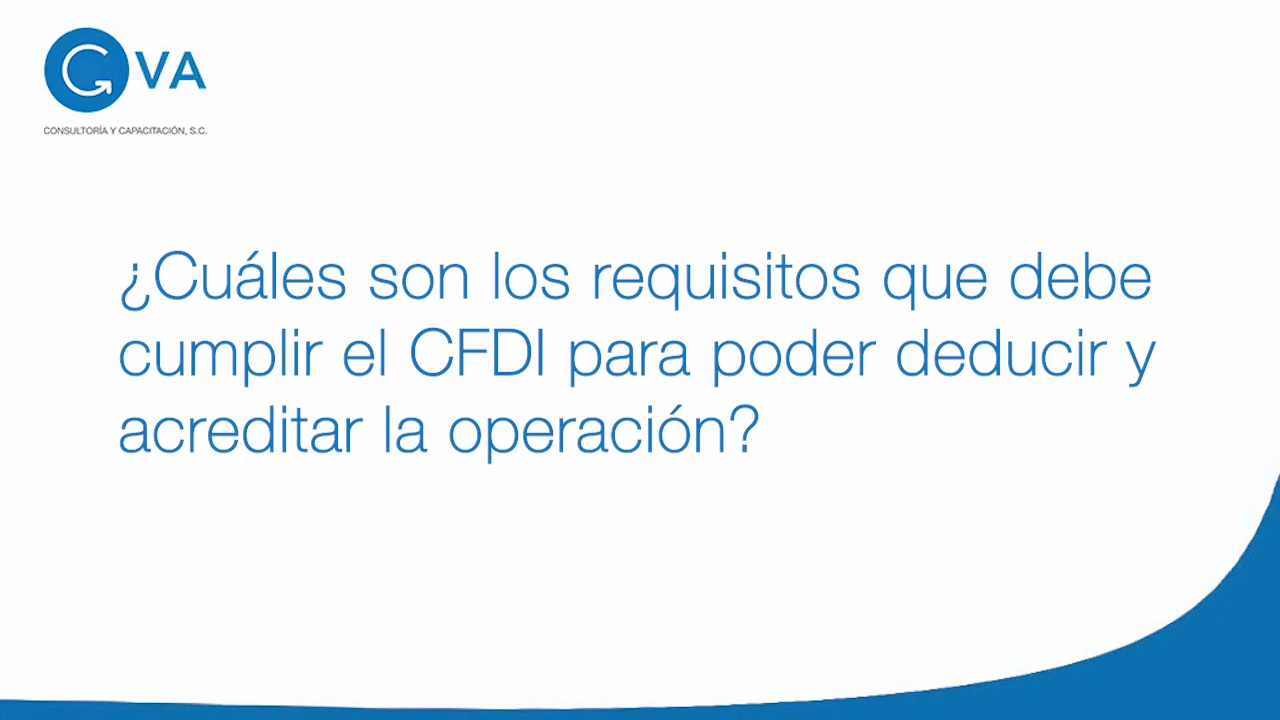 GVA
CONSULTORÍA Y CAPACITACIÓN, S.C.
¿Cuáles son los requisitos que debe
cumplir el CFDI para poder deducir y
acreditar la operación?